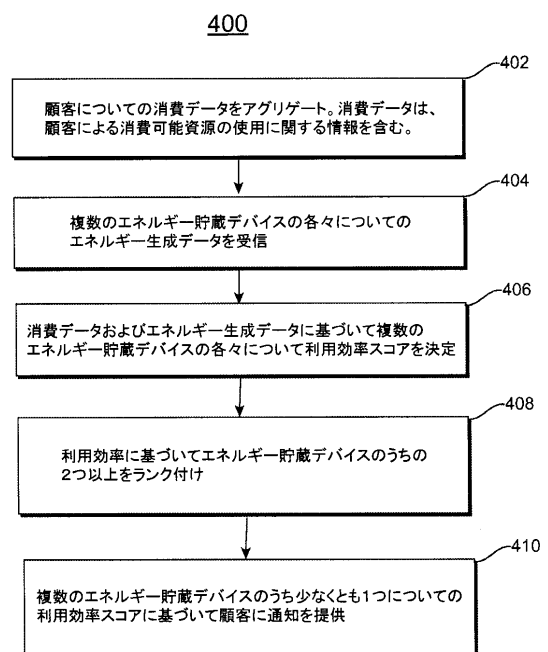 400
402
顧客についての消費データをアグリゲート。消費データは、
顧客による消費可能資源の使用に関する情報を含む。
404
複数のエネルギー貯蔵デバイスの各々についての
エネルギー生成データを受信
406
消費データおよびエネルギー生成データに基づいて複数の
エネルギー貯蔵デバイスの各々について利用効率スコアを決定
408
利用効率に基づいてエネルギー貯蔵デバイスのうちの
2つ以上をランク付け
410
複数のエネルギー貯蔵デバイスのうち少なくとも1つについての
利用効率スコアに基づいて顧客に通知を提供